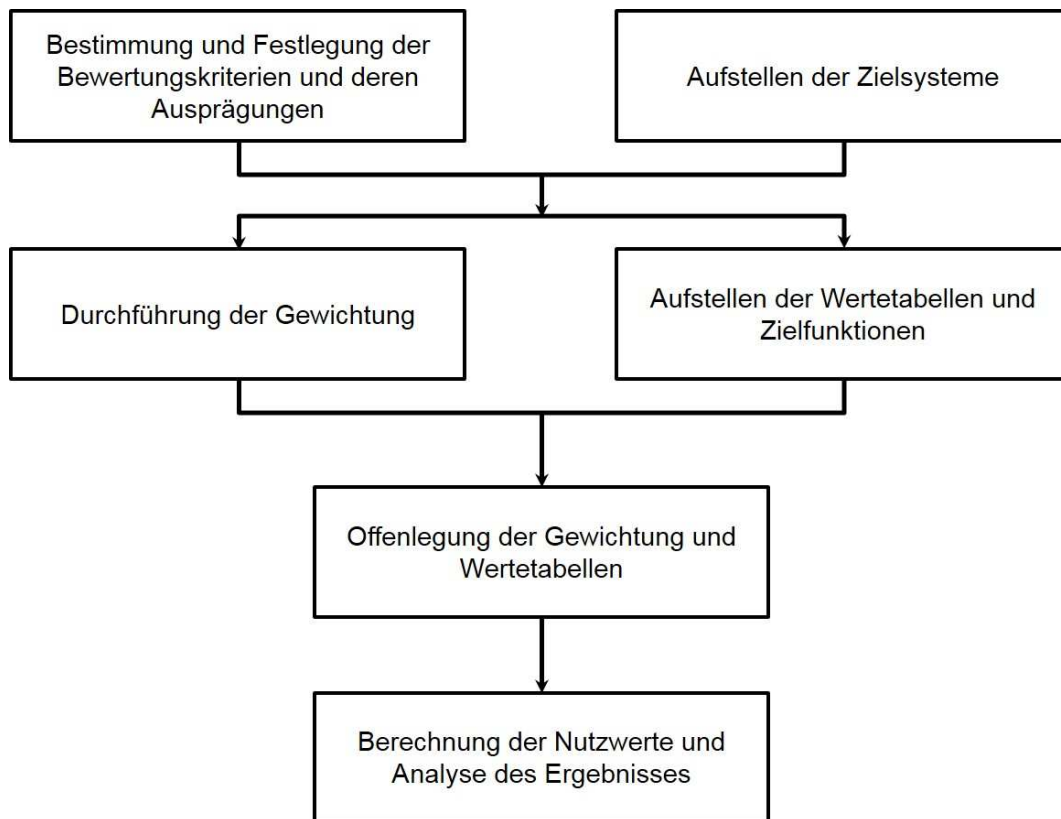 Bestimmung und Festlegung der
Bewertungskriterien und deren
Ausprägungen
Aufstellen der Zielsysteme
Durchführung der Gewichtung
Aufstellen der Wertetabellen und
Zielfunktionen
Offenlegung der Gewichtung und
Wertetabellen
Berechnung der Nutzwerte und
Analyse des Ergebnisses